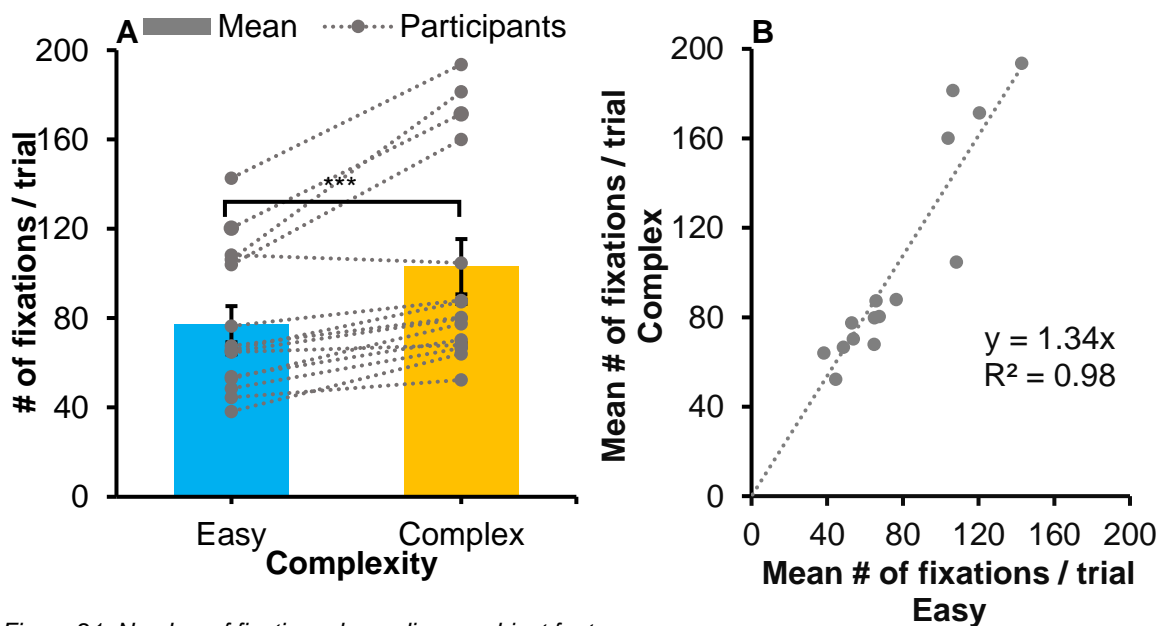 A
Mean
Participants
# of fixations / trial
200
160
120
80
40
0
***
Easy
Complex
Complexity
B
Mean # of fixations / trial
Complex
200
160
120
80
40
0
y = 1.34x
R² = 0.98
0
40
80
120
160
200
Mean # of fixations / trial
Easy